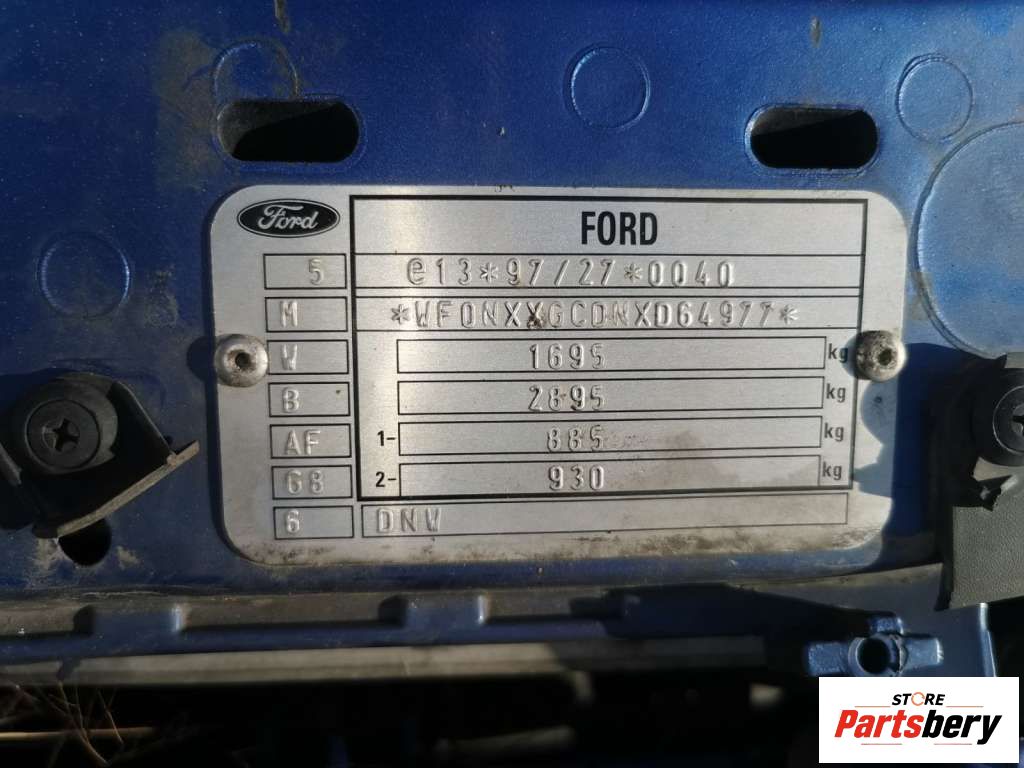 Ford
FORD
5 e13*97/27*0040
M *WF0NXXGCDNXD64977*
W 1695 kg
B 2895 kg
AF 1- 885 kg
G8 2- 930 kg
6 DNW
STORE
Partsbery